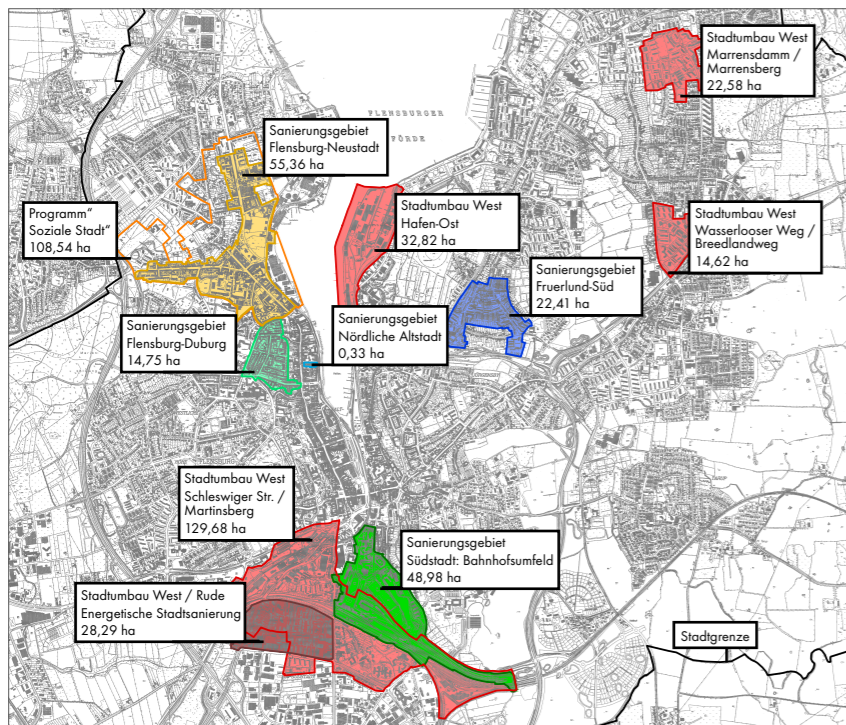 Stadtumbau West
Marrensdamm /
Marrensberg
22,58 ha
FLENSBURGER
FÖRDE
Sanierungsgebiet
Flensburg-Neustadt
55,36 ha
Programm“
Soziale Stadt“
108,54 ha
Stadtumbau West
Hafen-Ost
32,82 ha
Stadtumbau West
Wasserlooser Weg /
Breedlandweg
14,62 ha
Sanierungsgebiet
Fruerlund-Süd
22,41 ha
Sanierungsgebiet
Flensburg-Duburg
14,75 ha
Sanierungsgebiet
Nördliche Altstadt
0,33 ha
Stadtumbau West
Schleswiger Str. /
Martinsberg
129,68 ha
Sanierungsgebiet
Südstadt: Bahnhofsumfeld
48,98 ha
Stadtumbau West / Rude
Energetische Stadtsanierung
28,29 ha
Stadtgrenze